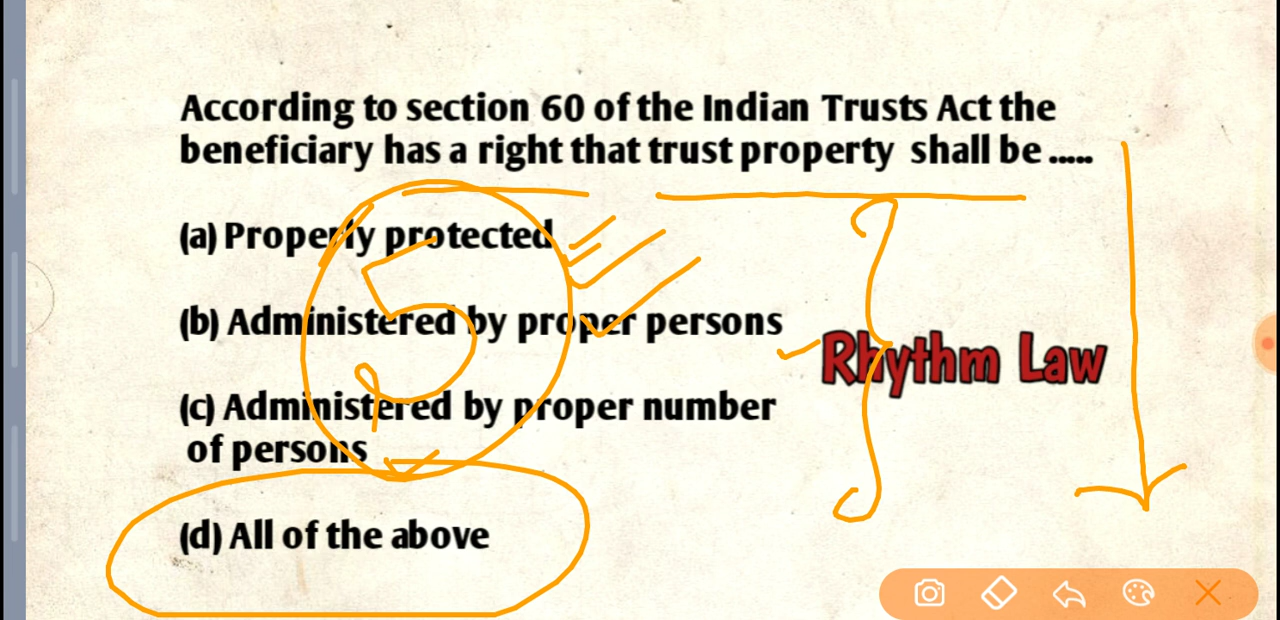 According to section 60 of the Indian Trusts Act the
beneficiary has a right that trust property shall be .....
(a) Properly protected
(b) Administered by proper persons
Rhythm Law
(c) Administered by proper number
of persons
(d) All of the above
5